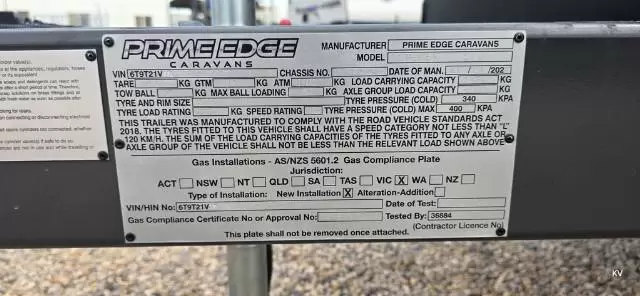 PRIME EDGE
CARAVANS
MANUFACTURER PRIME EDGE CARAVANS
MODEL
VIN 6T9T21V CHASSIS NO. DATE OF MAN. / 202
TARE KG GTM KG ATM KG LOAD CARRYING CAPACITY KG
TOW BALL KG MAX BALL LOADING KG AXLE GROUP LOAD CAPACITY KG
TYRE AND RIM SIZE TYRE PRESSURE (COLD) 340 KPA
TYRE LOAD RATING KG SPEED RATING TYRE PRESSURE (COLD) MAX 400 KPA
THIS TRAILER WAS MANUFACTURED TO COMPLY WITH THE ROAD VEHICLE STANDARDS ACT
2018. THE TYRES FITTED TO THIS VEHICLE SHALL HAVE A SPEED CATEGORY NOT LESS THAN "L"
120 KM/H. THE SUM OF THE LOAD CARRYING CAPACITIES OF THE TYRES FITTED TO ANY AXLE OR
AXLE GROUP OF THE VEHICLE SHALL NOT BE LESS THAN THE RELEVANT LOAD SHOWN ABOVE
Gas Installations - AS/NZS 5601.2 Gas Compliance Plate
Jurisdiction:
ACT NSW NT QLD SA TAS VIC X WA NZ
Type of Installation: New Installation X Alteration-Addition
VIN/HIN No: 6T9T21V Date of Test:
Gas Compliance Certificate No or Approval No: Tested By: 36684
(Contractor Licence No)
This plate shall not be removed once attached.
KV